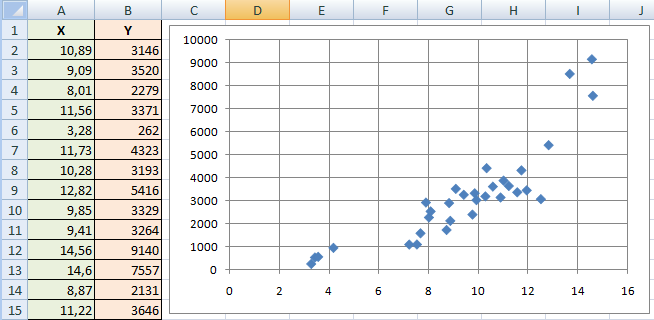 A B C D E F G H I J
1 X Y
2 10,89 3146
3 9,09 3520
4 8,01 2279
5 11,56 3371
6 3,28 262
7 11,73 4323
8 10,28 3193
9 12,82 5416
10 9,85 3329
11 9,41 3264
12 14,56 9140
13 14,6 7557
14 8,87 2131
15 11,22 3646
10000
9000
8000
7000
6000
5000
4000
3000
2000
1000
0
0 2 4 6 8 10 12 14 16